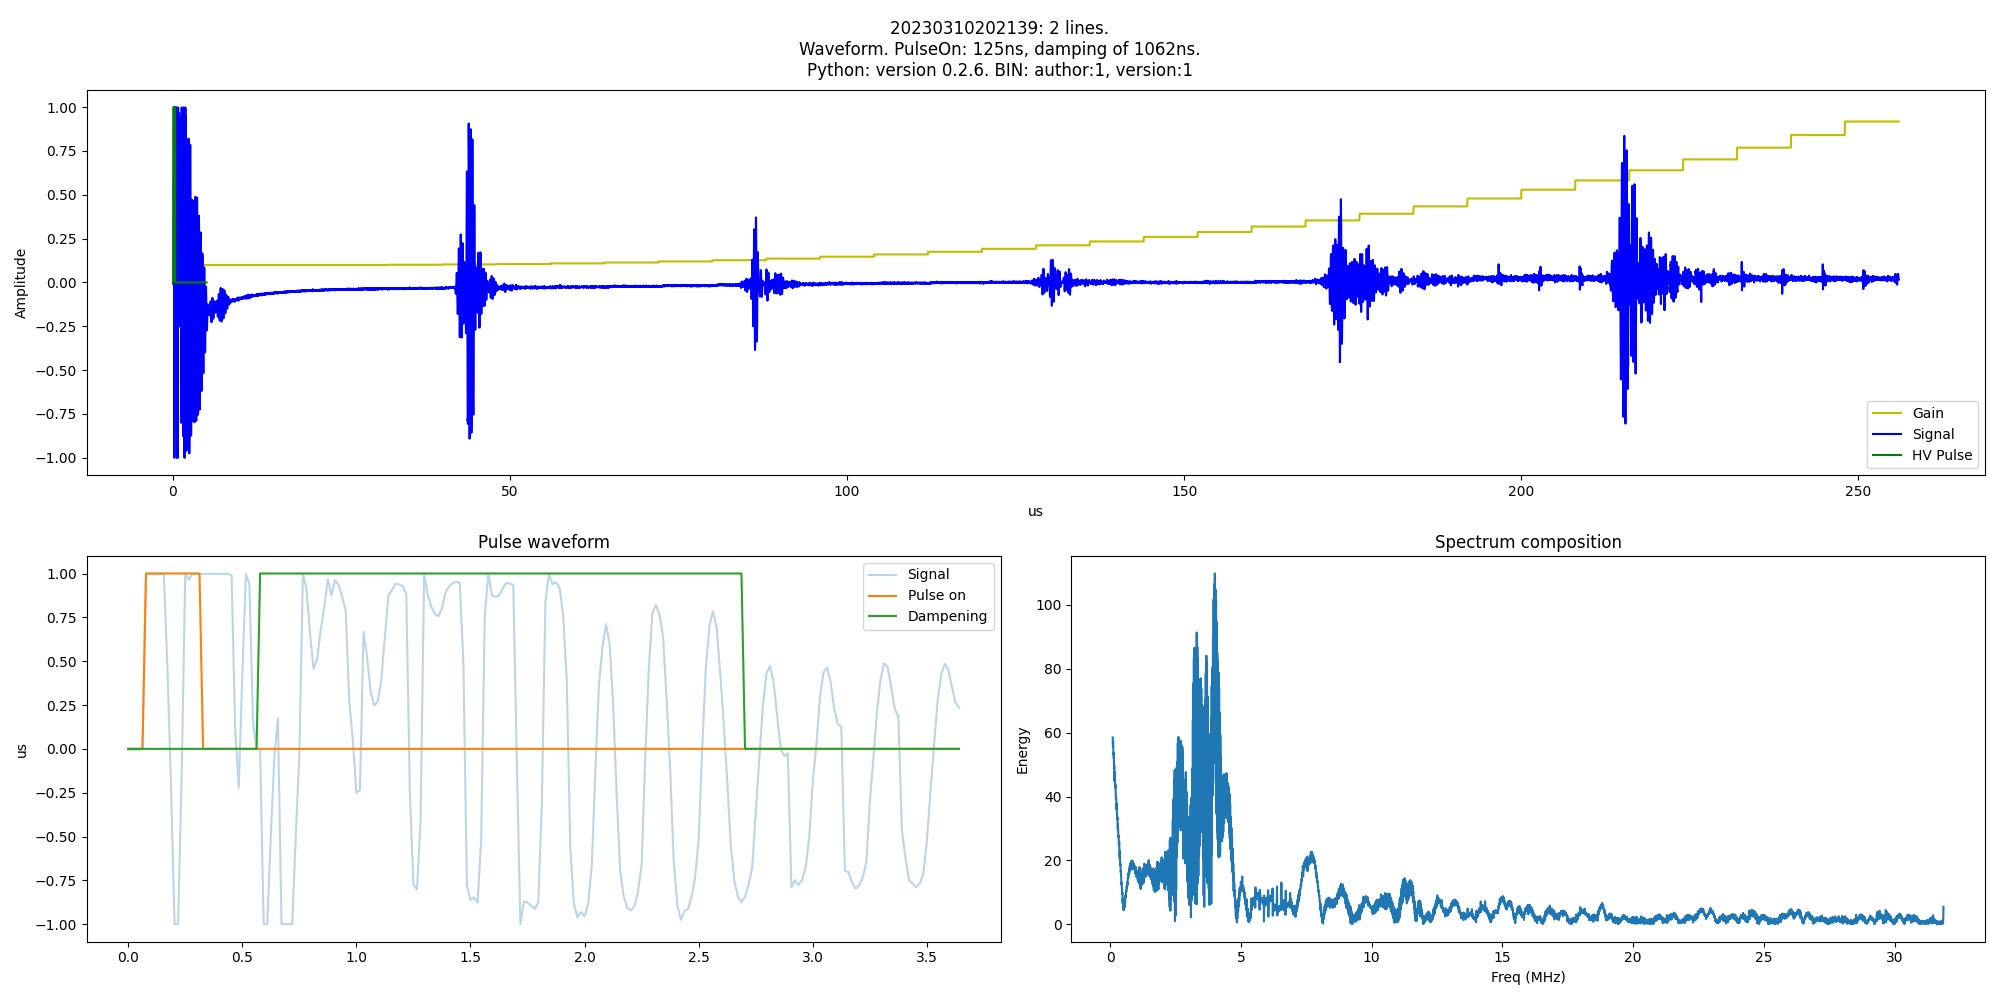 20230310202139: 2 lines.
Waveform. PulseOn: 125ns, damping of 1062ns.
Python: version 0.2.6. BIN: author:1, version:1
1.00
0.75
0.50
0.25
0.00
−0.25
−0.50
−0.75
−1.00
Amplitude
Gain
Signal
HV Pulse
0 50 100 150 200 250
us
Pulse waveform
1.00
0.75
0.50
0.25
0.00
−0.25
−0.50
−0.75
−1.00
us
Signal
Pulse on
Dampening
0.0 0.5 1.0 1.5 2.0 2.5 3.0 3.5
Spectrum composition
100
80
60
40
20
0
Energy
0 5 10 15 20 25 30
Freq (MHz)